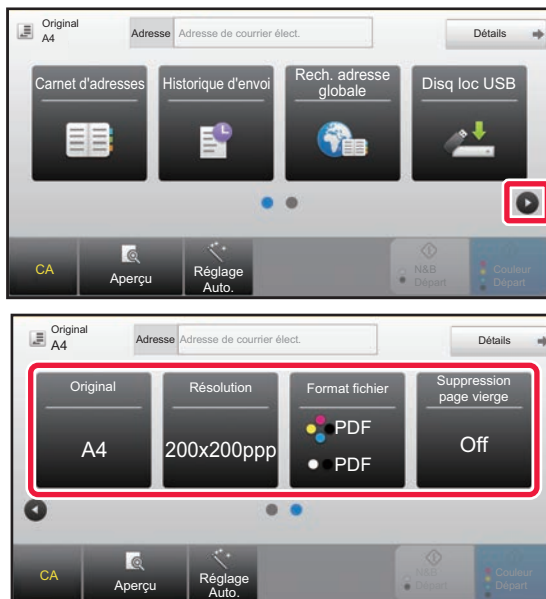 Original
A4
Adresse Adresse de courrier élect.
Détails
Carnet d'adresses
Historique d'envoi
Rech. adresse
globale
Disq loc USB
CA
Aperçu
Réglage
Auto.
N&B
Départ
Couleur
Départ
Original
A4
Adresse Adresse de courrier élect.
Détails
Original
A4
Résolution
200x200ppp
Format fichier
PDF
PDF
Suppression
page vierge
Off
CA
Aperçu
Réglage
Auto.
N&B
Départ
Couleur
Départ